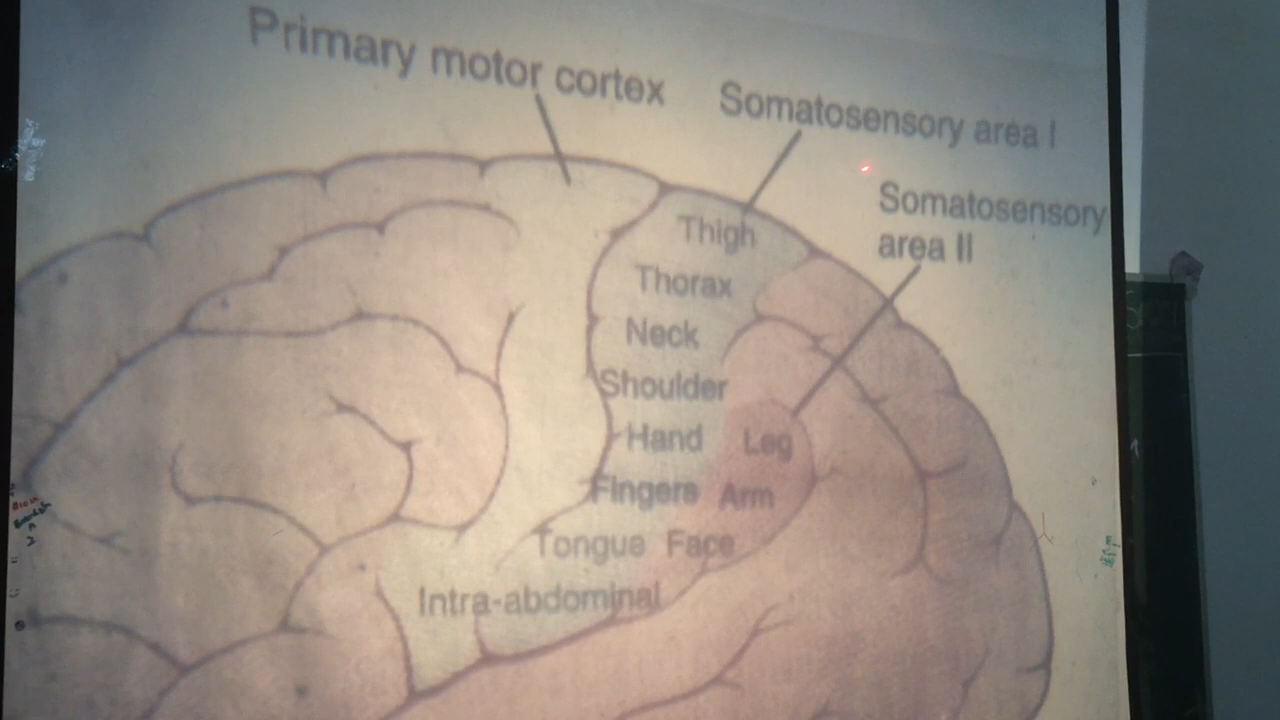 Primary motor cortex
Somatosensory area I
Somatosensory
area II
Thigh
Thorax
Neck
Shoulder
Hand Leg
Fingers Arm
Tongue Face
Intra-abdominal